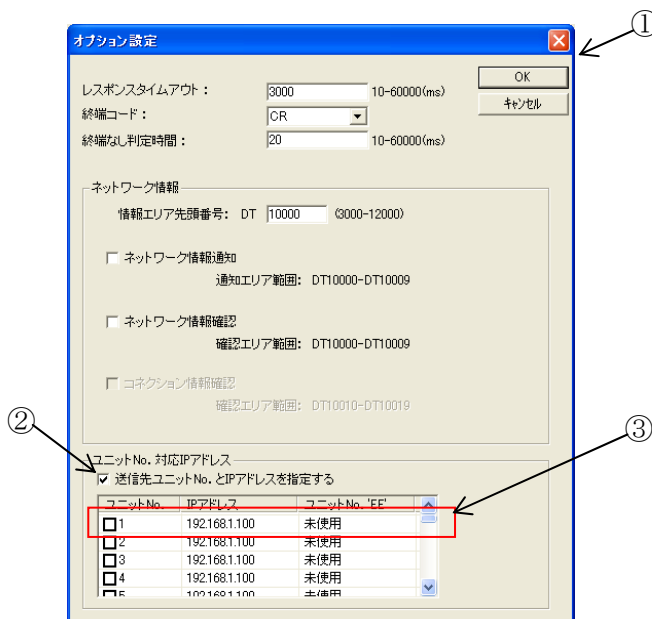 ①
オプション設定
OK
キャンセル
レスポンスタイムアウト: 3000 10-60000(ms)
終端コード: CR
終端なし判定時間: 20 10-60000(ms)
ネットワーク情報
情報エリア先頭番号: DT 10000 (3000-12000)
ネットワーク情報通知
通知エリア範囲: DT10000-DT10009
ネットワーク情報確認
確認エリア範囲: DT10000-DT10009
コネクション情報確認
確認エリア範囲: DT10010-DT10019
②
③
ユニットNo. 対応IPアドレス
送信先ユニットNo. とIPアドレスを指定する
ユニットNo. IPアドレス ユニットNo. 'EE'
1 192.168.1.100 未使用
2 192.168.1.100 未使用
3 192.168.1.100 未使用
4 192.168.1.100 未使用
5 192.168.1.100 未使用